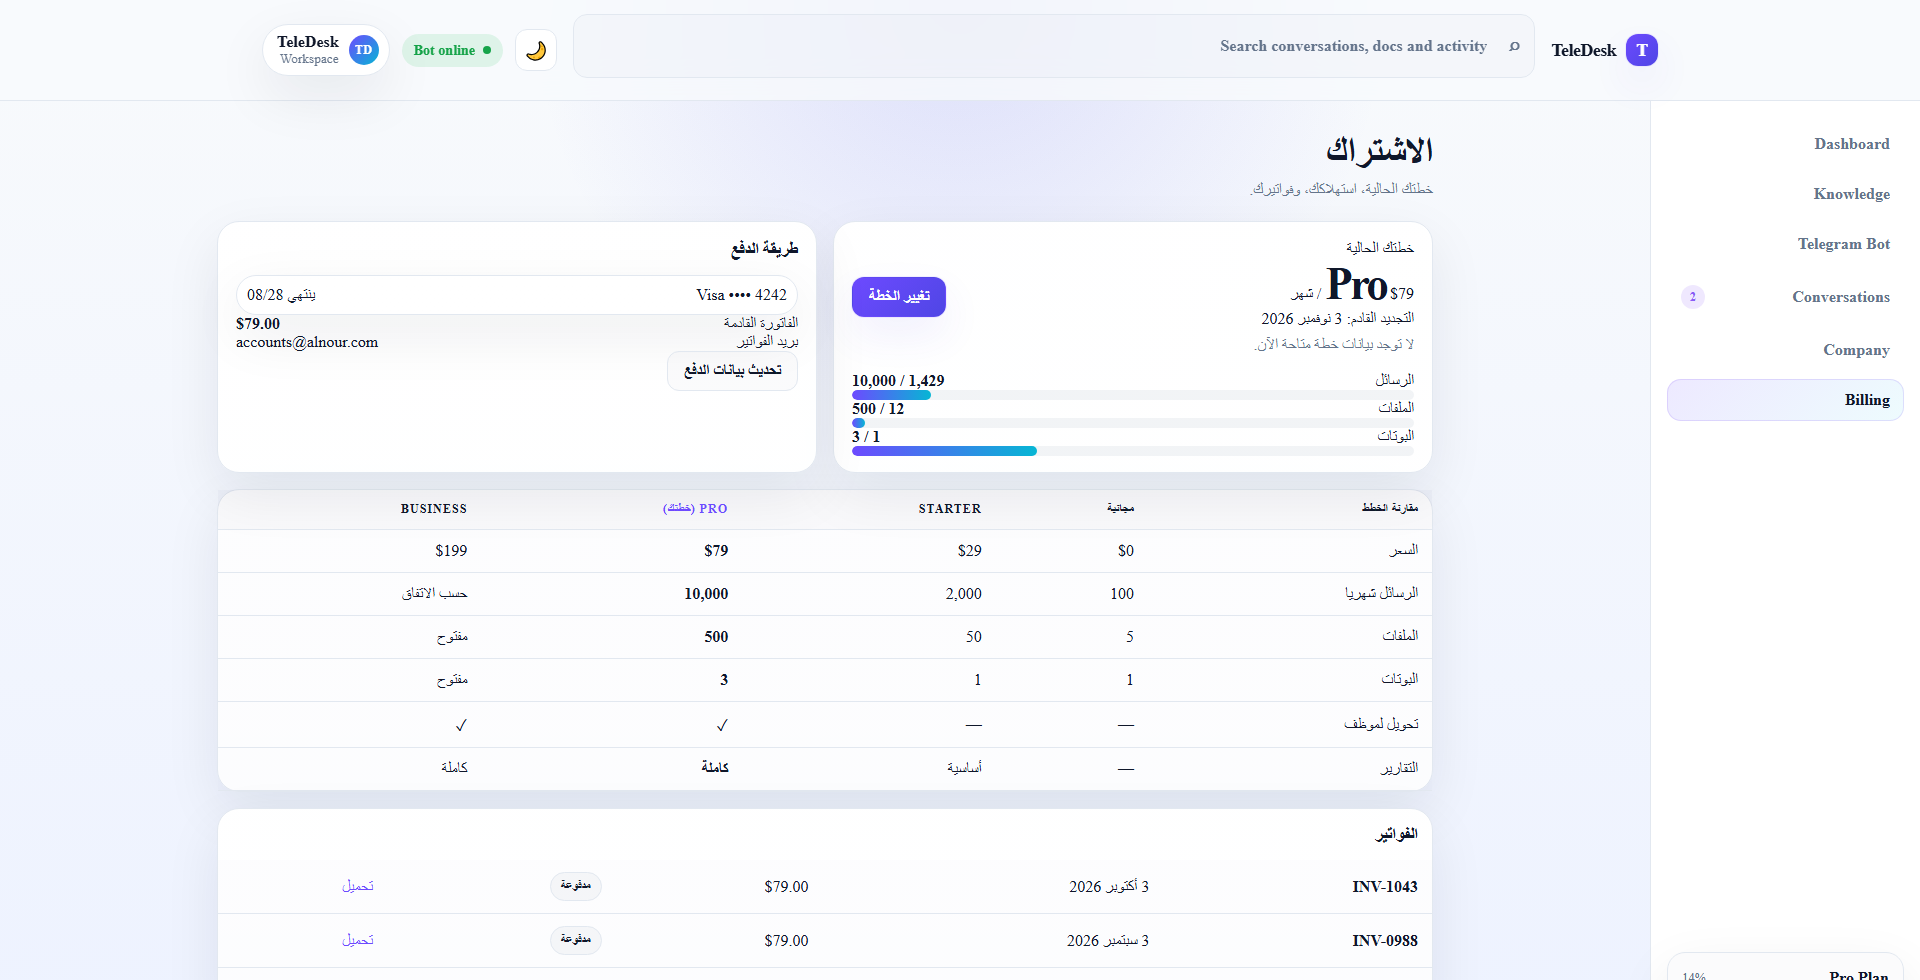 T TeleDesk
Search conversations, docs and activity
Bot online
TD TeleDesk
Workspace
Dashboard
Knowledge
Telegram Bot
Conversations 2
Company
Billing
Pro Plan 14%
الاشتراك
خطتك الحالية، استهلاكك، وفواتيرك.
خطتك الحالية
$79 Pro / شهر
التجديد القادم: 3 نوفمبر 2026
لا توجد بيانات خطة متاحة الآن.
تغيير الخطة
الرسائل 1,429 / 10,000
الملفات 12 / 500
البوتات 1 / 3
طريقة الدفع
Visa •••• 4242 ينتهي 08/28
الفاتورة القادمة $79.00
بريد الفواتير accounts@alnour.com
تحديث بيانات الدفع
مقارنة الخطط مجانية STARTER PRO (خطتك) BUSINESS
السعر $0 $29 $79 $199
الرسائل شهريا 100 2,000 10,000 حسب الاتفاق
الملفات 5 50 500 مفتوح
البوتات 1 1 3 مفتوح
تحويل لموظف — — ✓ ✓
التقارير — أساسية كاملة كاملة
الفواتير
INV-1043 3 أكتوبر 2026 $79.00 مدفوعة تحميل
INV-0988 3 سبتمبر 2026 $79.00 مدفوعة تحميل